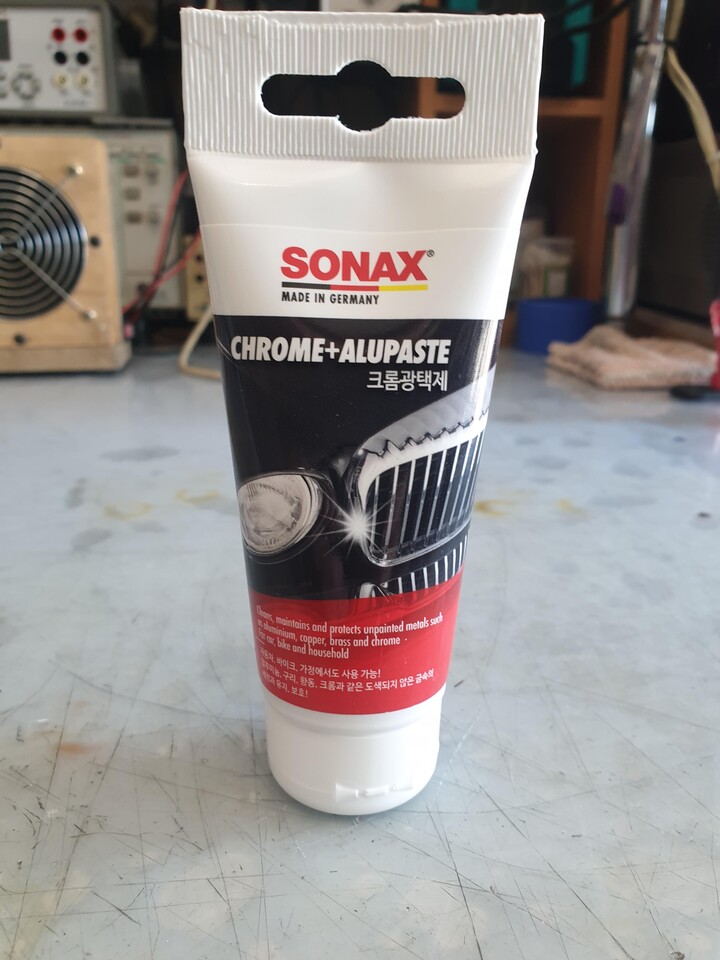 SONAX®
MADE IN GERMANY
CHROME+ALUPASTE
크롬광택제
Cleans, maintains and protects unpainted metals such
as aluminium, copper, brass and chrome
For car, bike and household
자동차, 바이크, 가정에서도 사용 가능!
알루미늄, 구리, 황동, 크롬과 같은 도색되지 않은 금속의
유지, 보호!